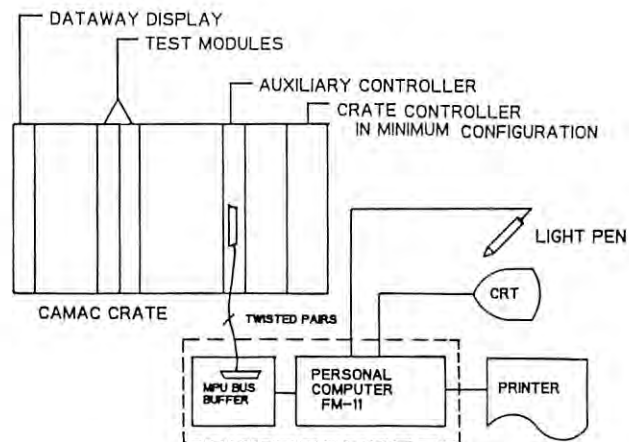 DATAWAY DISPLAY
TEST MODULES
AUXILIARY CONTROLLER
CRATE CONTROLLER
IN MINIMUM CONFIGURATION
LIGHT PEN
CRT
CAMAC CRATE
TWISTED PAIRS
MPU BUS
BUFFER
PERSONAL
COMPUTER
FM-11
PRINTER